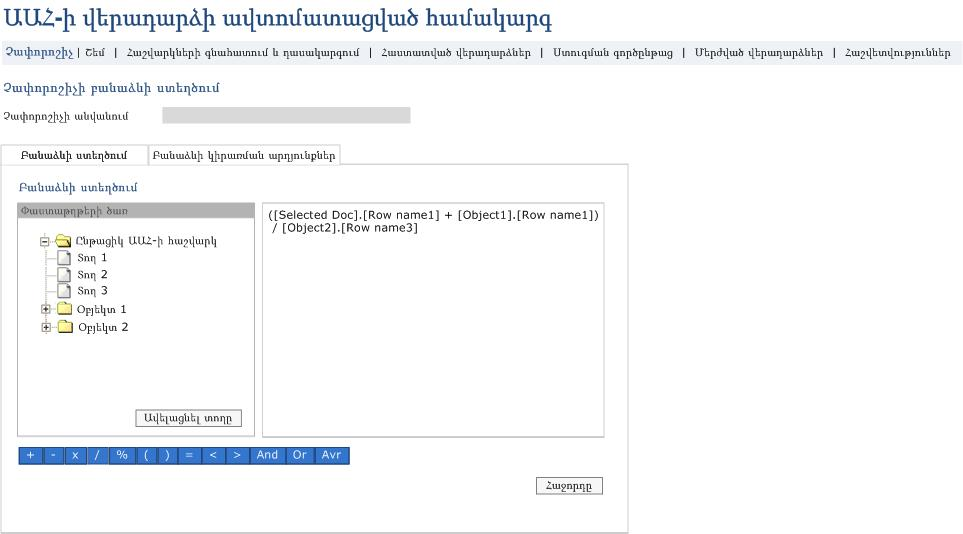 ԱԱՀ-ի վերադարձի ավտոմատացված համակարգ
Չափորոշիչ | Շեմ | Հաշվարկների գնահատում և դասակարգում | Հաստատված վերադարձներ | Ստուգման գործընթաց | Մերժված վերադարձներ | Հաշվետվություններ
Չափորոշիչի բանաձևի ստեղծում
Չափորոշիչի անվանում
Բանաձևի ստեղծում
Բանաձևի կիրառման արդյունքներ
Բանաձևի ստեղծում
Փաստաթղթերի ծառ
Ընթացիկ ԱԱՀ-ի հաշվարկ
Տող 1
Տող 2
Տող 3
Օբյեկտ 1
Օբյեկտ 2
Ավելացնել տողը
([Selected Doc].[Row name1] + [Object1].[Row name1])
/ [Object2].[Row name3]
+ - x / % ( ) = < > And Or Avr
Հաջորդը